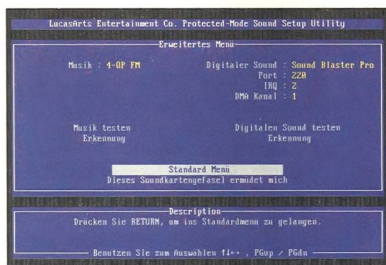 LucasArts Entertainment Co. Protected-Mode Sound Setup Utility
Erweitertes Menü
Musik : 4-OP FM
Digitaler Sound : Sound Blaster Pro
Port : 220
IRQ : 2
DMA Kanal : 1
Musik testen
Erkennung
Digitalen Sound testen
Erkennung
Standard Menü
Dieses Soundkartengefasel ermüdet mich
Description
Drücken Sie RETURN, um ins Standardmenü zu gelangen.
Benutzen Sie zum Auswählen ↑↓←→ , PGup / PGdn